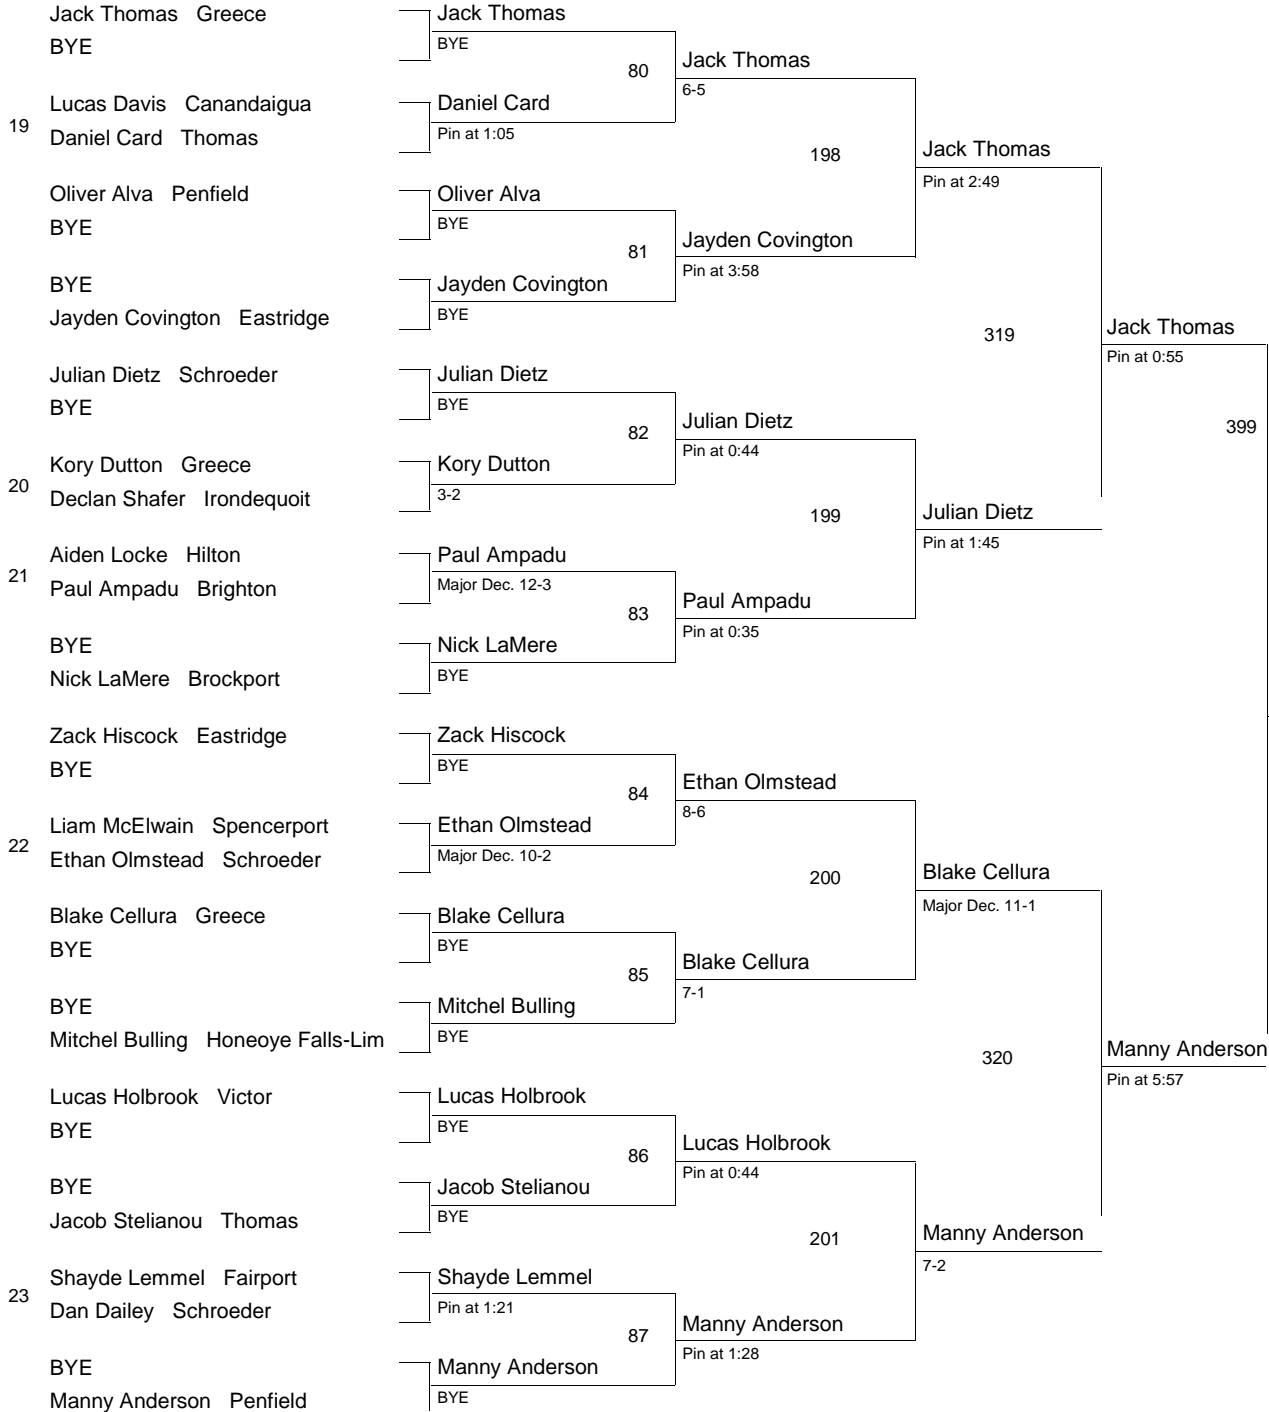 Jack Thomas Greece
BYE
19
Lucas Davis Canandaigua
Daniel Card Thomas
Oliver Alva Penfield
BYE
BYE
Jayden Covington Eastridge
Julian Dietz Schroeder
BYE
20
Kory Dutton Greece
Declan Shafer Irondequoit
21
Aiden Locke Hilton
Paul Ampadu Brighton
BYE
Nick LaMere Brockport
Zack Hiscock Eastridge
BYE
22
Liam McElwain Spencerport
Ethan Olmstead Schroeder
Blake Cellura Greece
BYE
BYE
Mitchel Bulling Honeoye Falls-Lim
Lucas Holbrook Victor
BYE
BYE
Jacob Stelianou Thomas
23
Shayde Lemmel Fairport
Dan Dailey Schroeder
BYE
Manny Anderson Penfield
Jack Thomas
BYE
80
Daniel Card
Pin at 1:05
Oliver Alva
BYE
81
Jayden Covington
BYE
Julian Dietz
BYE
82
Kory Dutton
3-2
Paul Ampadu
Major Dec. 12-3
83
Nick LaMere
BYE
Zack Hiscock
BYE
84
Ethan Olmstead
Major Dec. 10-2
Blake Cellura
BYE
85
Mitchel Bulling
BYE
Lucas Holbrook
BYE
86
Jacob Stelianou
BYE
Shayde Lemmel
Pin at 1:21
87
Manny Anderson
BYE
Jack Thomas
6-5
198
Jayden Covington
Pin at 3:58
Julian Dietz
Pin at 0:44
199
Paul Ampadu
Pin at 0:35
Ethan Olmstead
8-6
200
Blake Cellura
7-1
Lucas Holbrook
Pin at 0:44
201
Manny Anderson
Pin at 1:28
Jack Thomas
Pin at 2:49
319
Julian Dietz
Pin at 1:45
Blake Cellura
Major Dec. 11-1
320
Manny Anderson
7-2
Jack Thomas
Pin at 0:55
399
Manny Anderson
Pin at 5:57